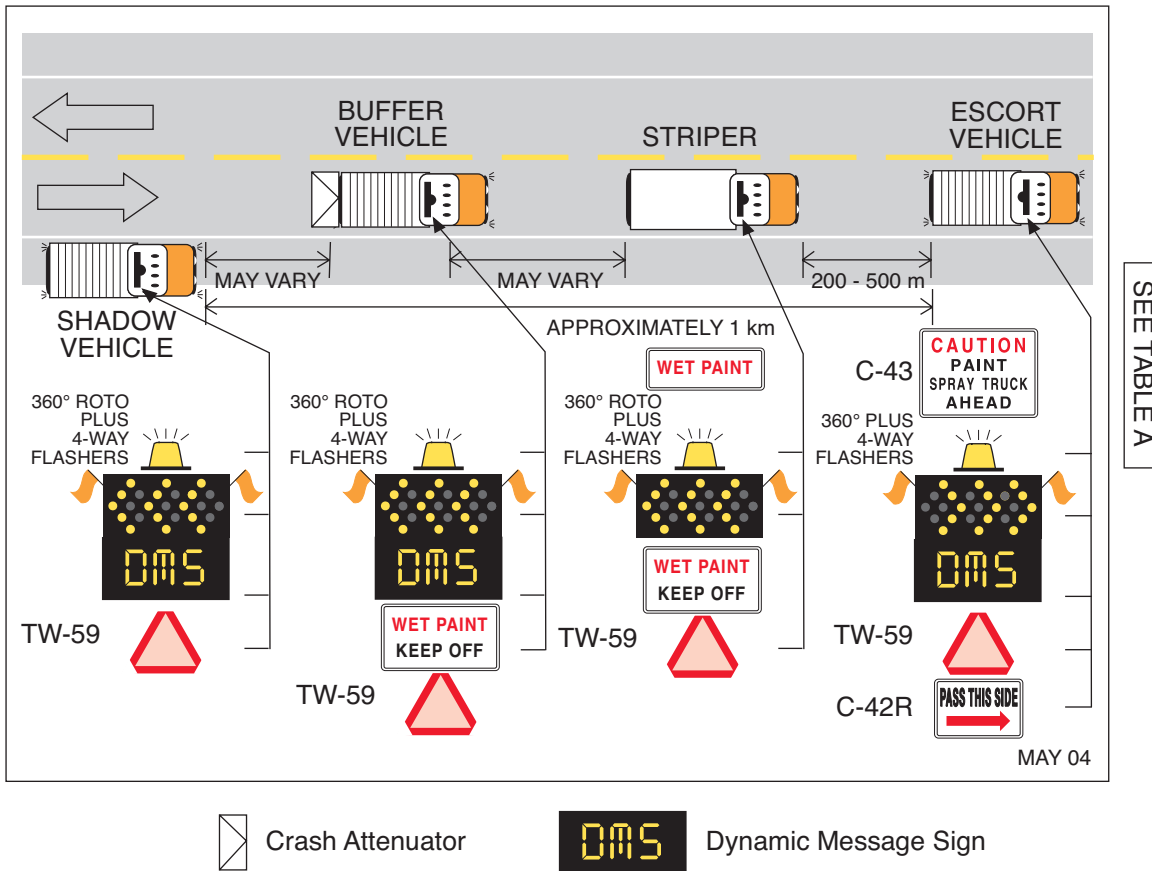 BUFFER
VEHICLE
STRIPER
ESCORT
VEHICLE
MAY VARY
MAY VARY
200 - 500 m
SHADOW
VEHICLE
APPROXIMATELY 1 km
SEE TABLE A
360° ROTO
PLUS
4-WAY
FLASHERS
DMS
TW-59
360° ROTO
PLUS
4-WAY
FLASHERS
DMS
WET PAINT
KEEP OFF
TW-59
WET PAINT
360° ROTO
PLUS
4-WAY
FLASHERS
WET PAINT
KEEP OFF
TW-59
C-43
CAUTION
PAINT
SPRAY TRUCK
AHEAD
360° PLUS
4-WAY
FLASHERS
DMS
TW-59
C-42R
PASS THIS SIDE
MAY 04
Crash Attenuator
DMS
Dynamic Message Sign